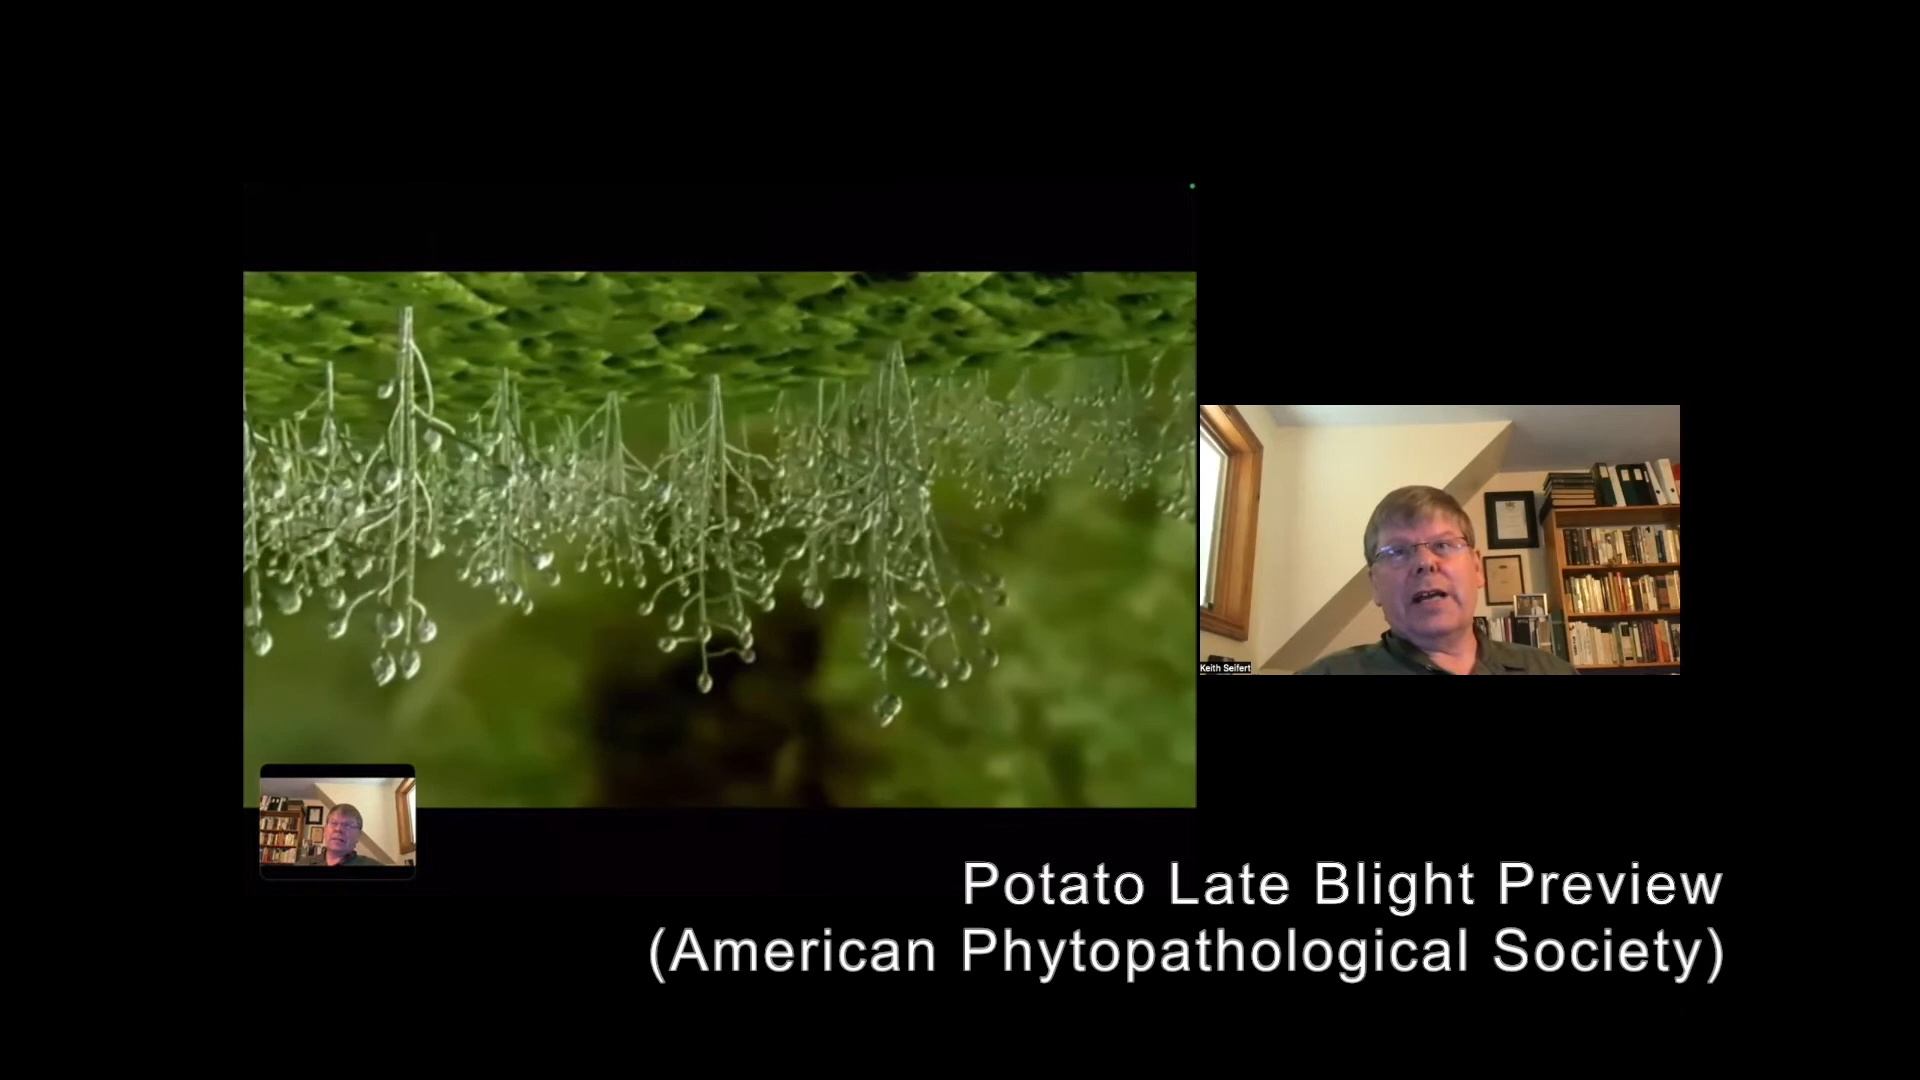 Keith Seifert
Potato Late Blight Preview
(American Phytopathological Society)